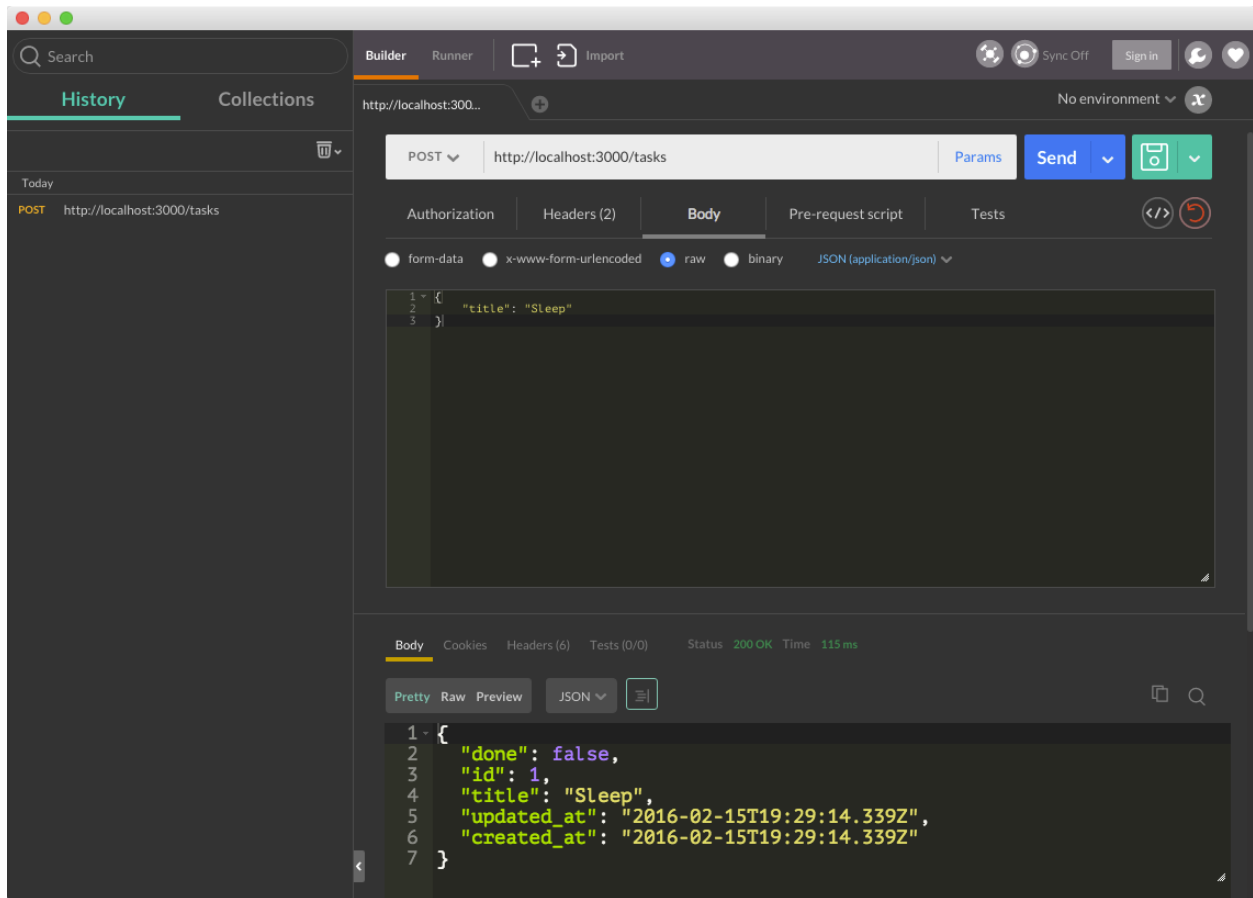 Search
Builder Runner Import Sync Off Sign in
History Collections
http://localhost:300... No environment
POST http://localhost:3000/tasks Params Send
Today
POST http://localhost:3000/tasks
Authorization Headers (2) Body Pre-request script Tests
form-data x-www-form-urlencoded raw binary JSON (application/json)
1 {
2 "title": "Sleep"
3 }
Body Cookies Headers (6) Tests (0/0) Status 200 OK Time 115 ms
Pretty Raw Preview JSON
1 {
2 "done": false,
3 "id": 1,
4 "title": "Sleep",
5 "updated_at": "2016-02-15T19:29:14.339Z",
6 "created_at": "2016-02-15T19:29:14.339Z"
7 }